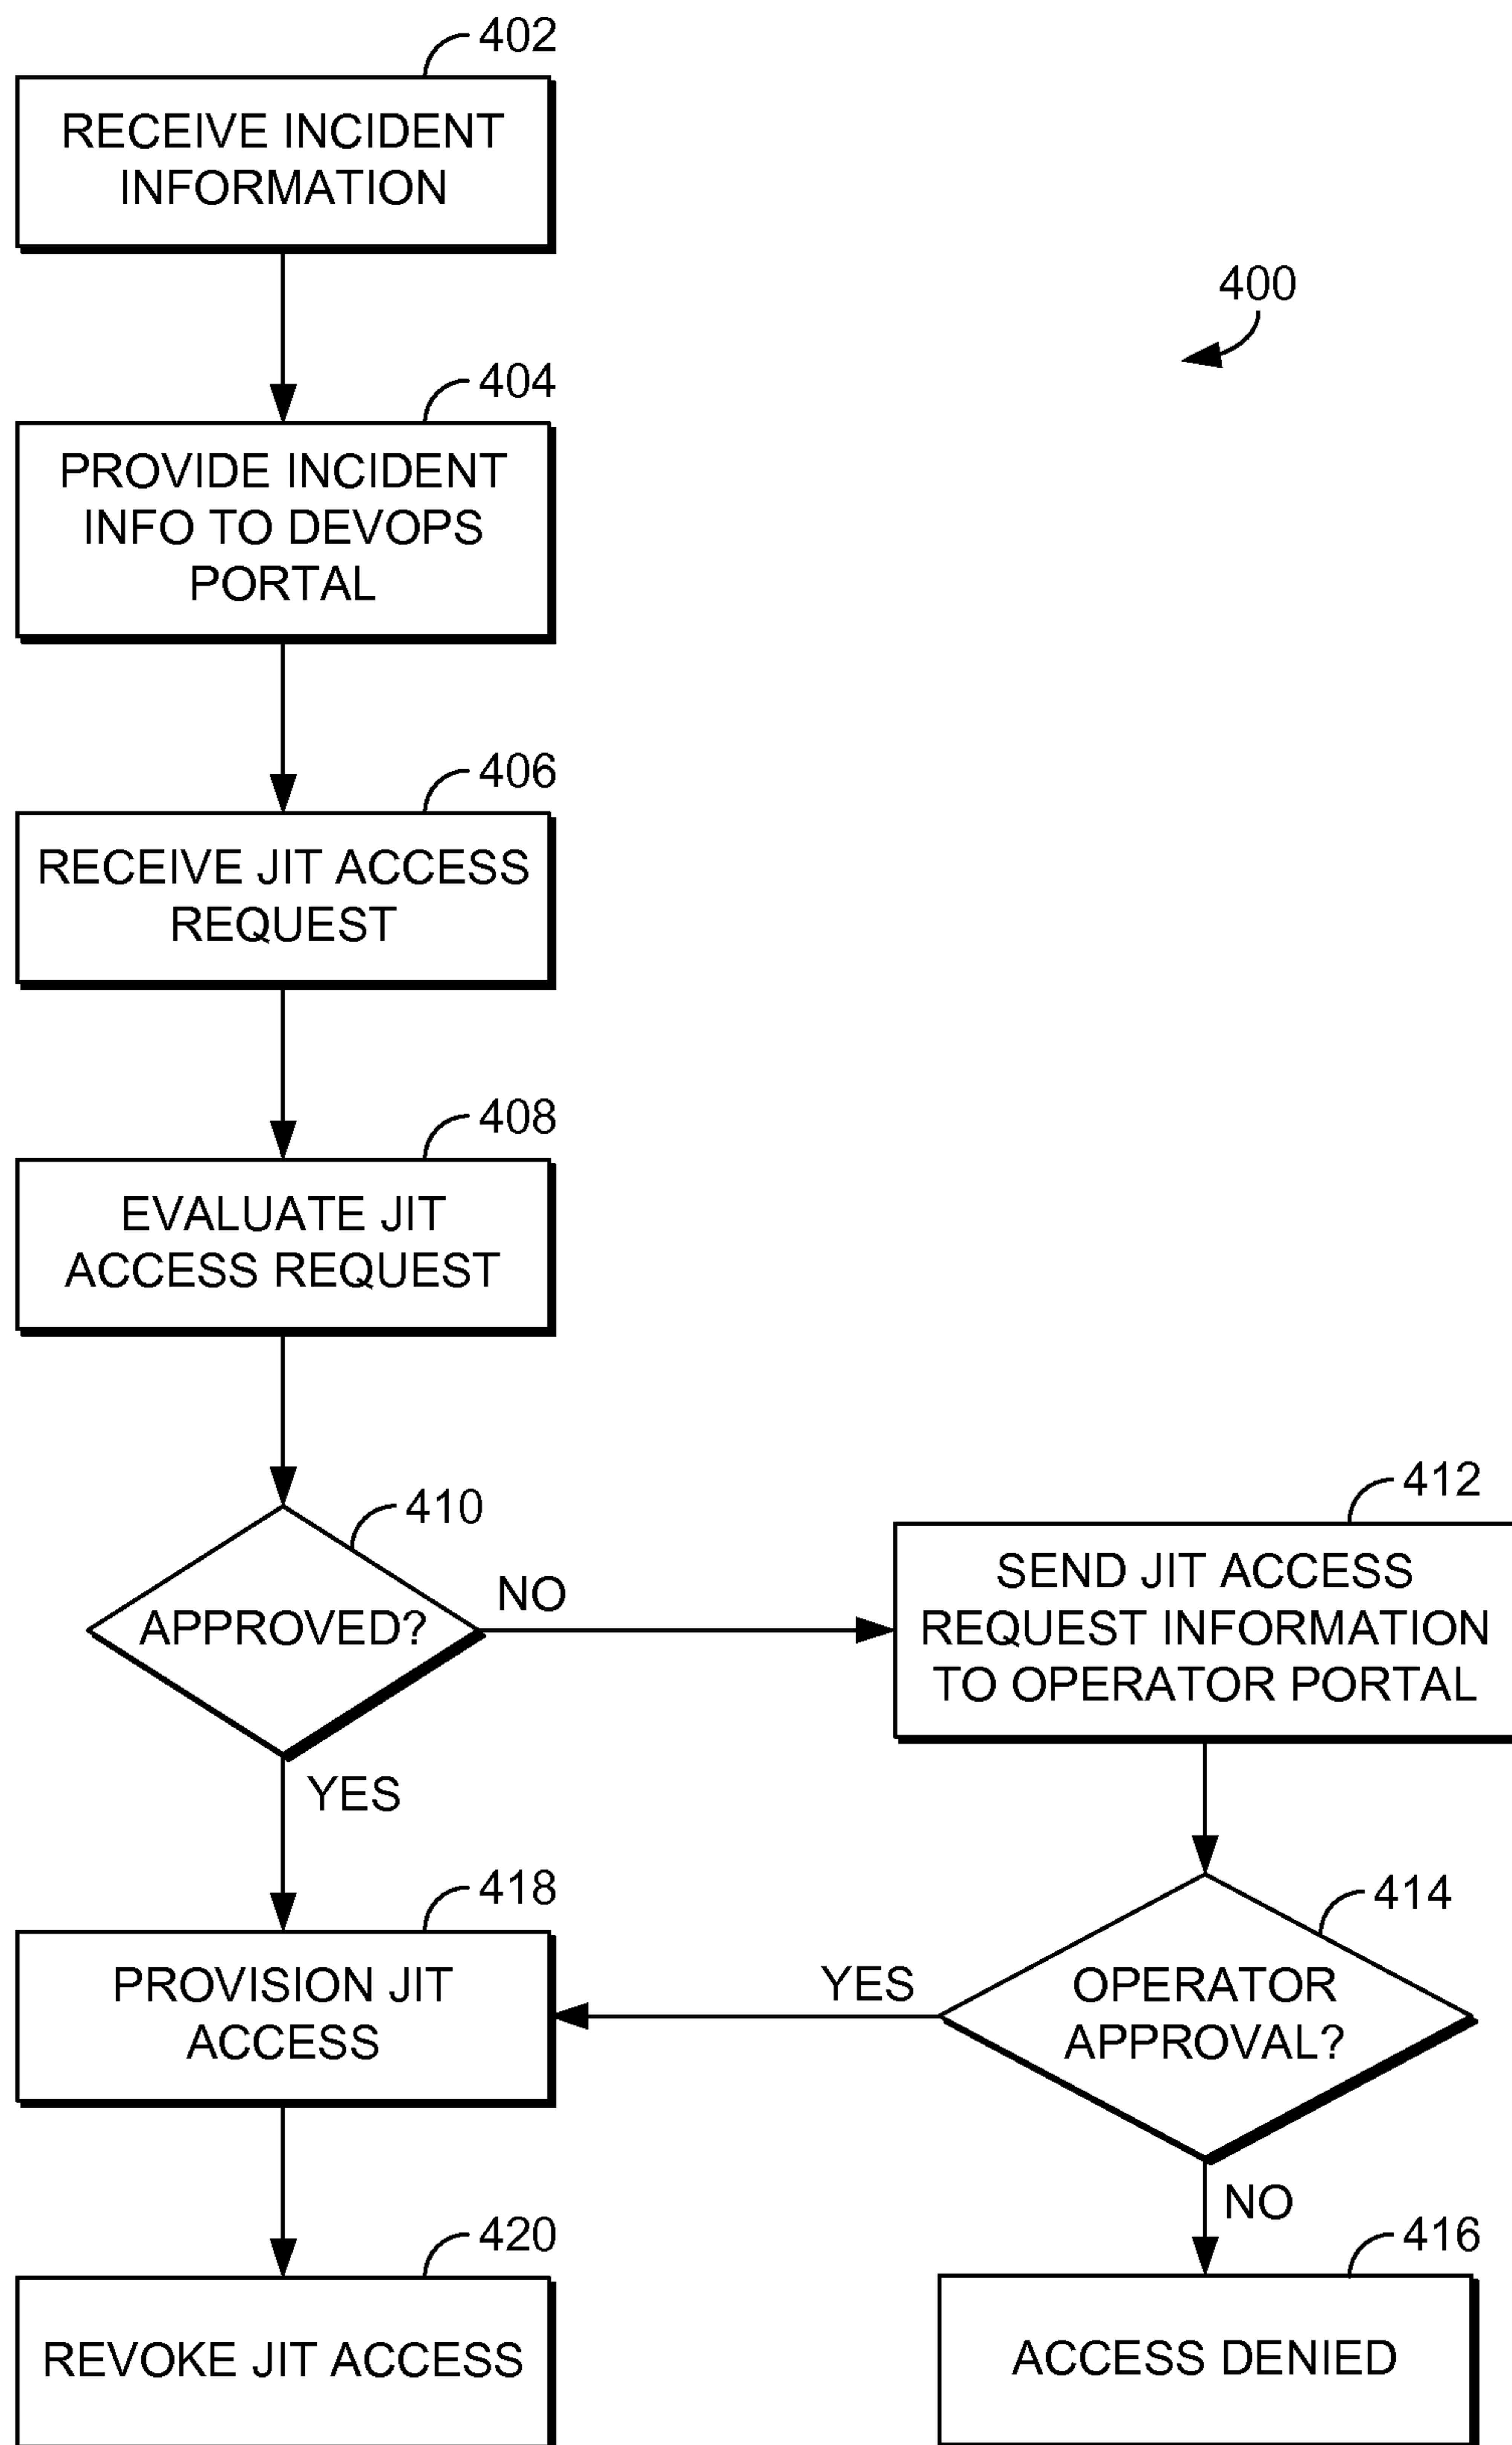 402
RECEIVE INCIDENT
INFORMATION
400
404
PROVIDE INCIDENT
INFO TO DEVOPS
PORTAL
406
RECEIVE JIT ACCESS
REQUEST
408
EVALUATE JIT
ACCESS REQUEST
410
APPROVED?
NO
YES
412
SEND JIT ACCESS
REQUEST INFORMATION
TO OPERATOR PORTAL
414
OPERATOR
APPROVAL?
YES
NO
418
PROVISION JIT
ACCESS
420
REVOKE JIT ACCESS
416
ACCESS DENIED